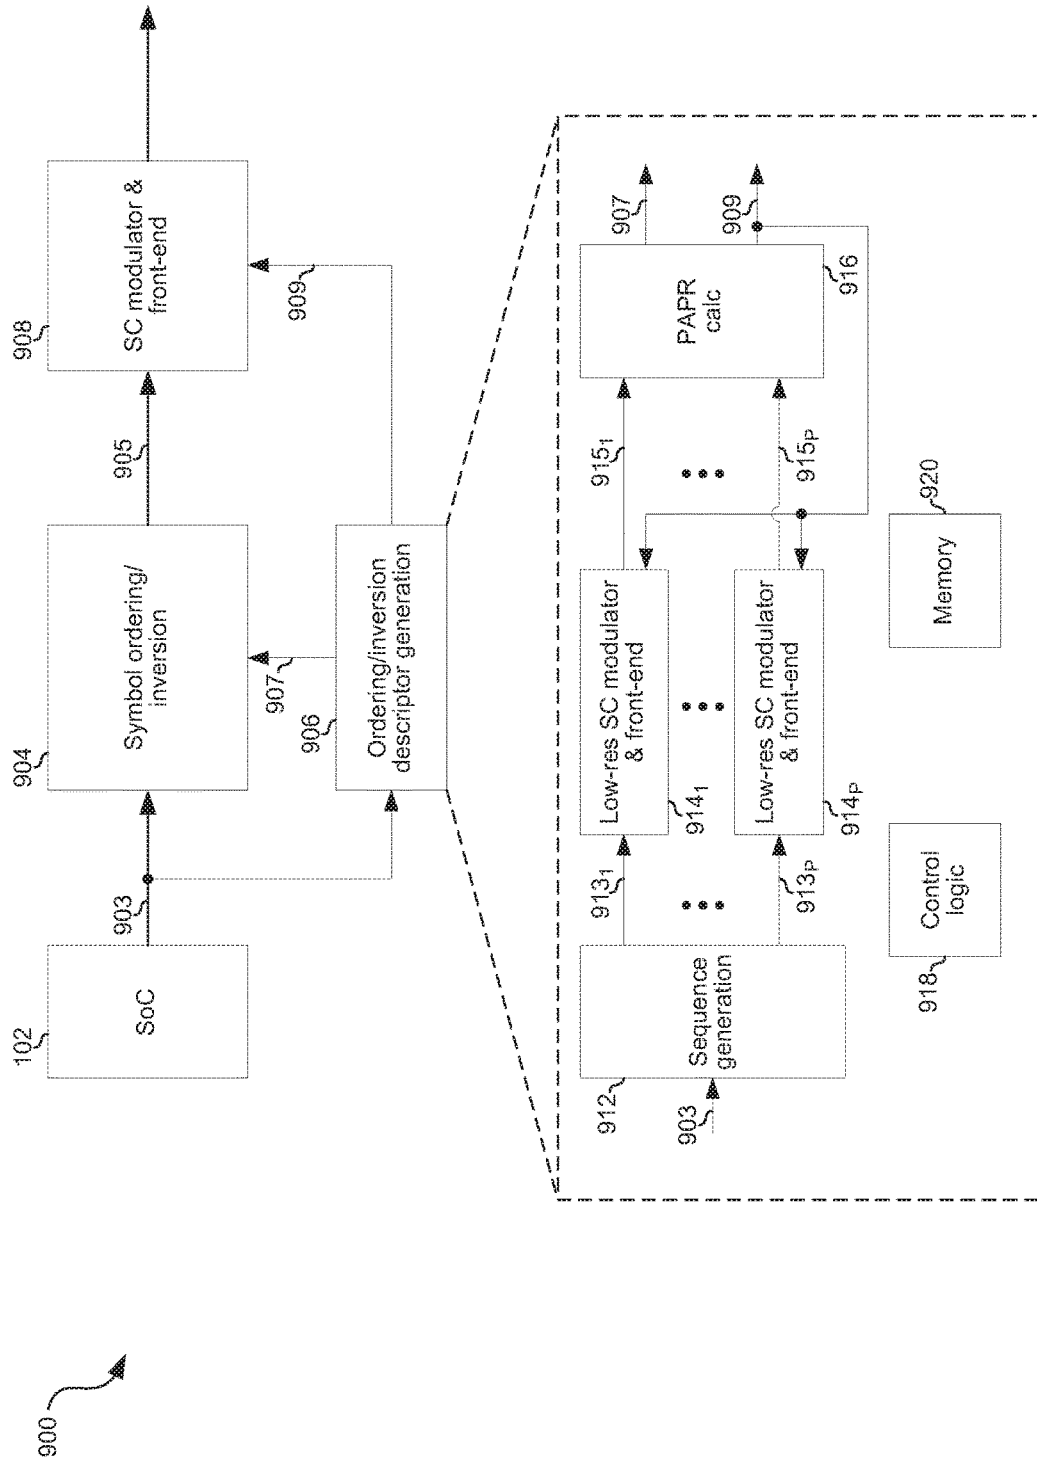 900
102
SoC
903
904
Symbol ordering/
inversion
905
908
SC modulator &
front-end
907
909
906
Ordering/inversion
descriptor generation
903
912
Sequence
generation
913₁
913P
Low-res SC modulator
& front-end
914₁
Low-res SC modulator
& front-end
914P
915₁
915P
PAPR
calc
916
907
909
Control
logic
918
Memory
920